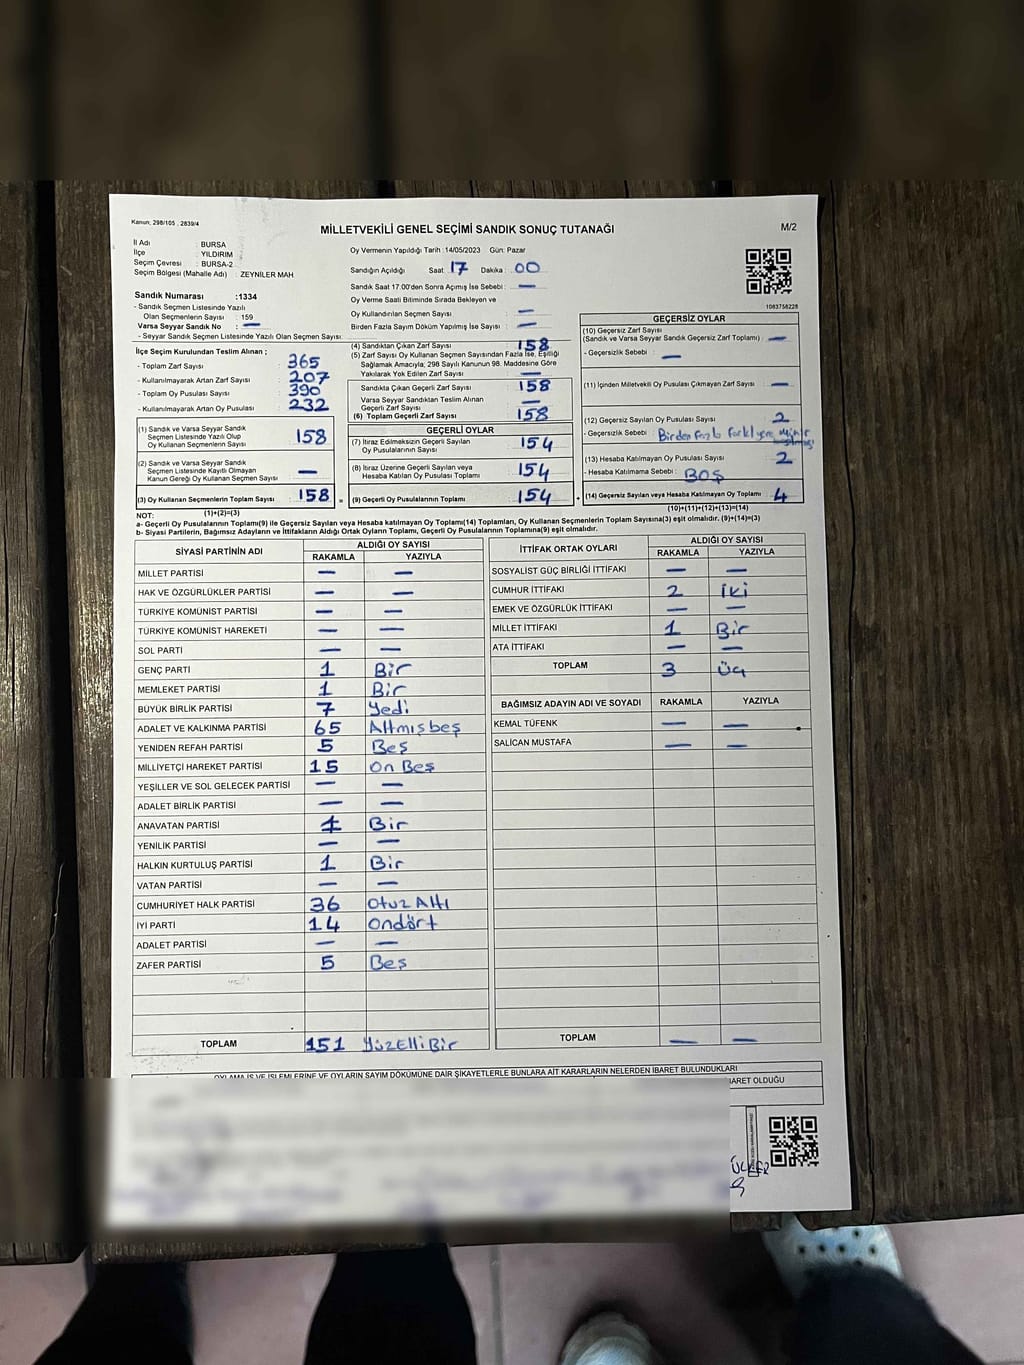 Kanun; 298/105 , 2839/4
MİLLETVEKİLİ GENEL SEÇİMİ SANDIK SONUÇ TUTANAĞI
M/2
İl Adı : BURSA
İlçe : YILDIRIM
Seçim Çevresi : BURSA-2
Seçim Bölgesi (Mahalle Adı) : ZEYNİLER MAH
Sandık Numarası :1334
- Sandık Seçmen Listesinde Yazılı
Olan Seçmenlerin Sayısı : 159
Varsa Seyyar Sandık No : —
- Seyyar Sandık Seçmen Listesinde Yazılı Olan Seçmen Sayısı:
Oy Vermenin Yapıldığı Tarih :14/05/2023 Gün: Pazar
Sandığın Açıldığı Saat 17 Dakika : 00
Sandık Saat 17.00'den Sonra Açımış İse Sebebi : —
Oy Verme Saati Bitiminde Sırada Bekleyen ve
Oy Kullandırılan Seçmen Sayısı : —
Birden Fazla Sayım Döküm Yapılmış İse Sayısı : —
1083758228
İlçe Seçim Kurulundan Teslim Alınan ;
- Toplam Zarf Sayısı : 365
- Kullanılmayarak Artan Zarf Sayısı : 207
- Toplam Oy Pusulası Sayısı : 390
- Kullanılmayarak Artan Oy Pusulası : 232
(1) Sandık ve Varsa Seyyar Sandık
Seçmen Listesinde Yazılı Olup
Oy Kullanan Seçmenlerin Sayısı 158
(2) Sandık ve Varsa Seyyar Sandık
Seçmen Listesinde Kayıtlı Olmayan
Kanun Gereği Oy Kullanan Seçmen Sayısı —
(3) Oy Kullanan Seçmenlerin Toplam Sayısı 158 =
(4) Sandıktan Çıkan Zarf Sayısı 158
(5) Zarf Sayısı Oy Kullanan Seçmen Sayısından Fazla İse, Eşitliği
Sağlamak Amacıyla; 298 Sayılı Kanunun 98. Maddesine Göre
Yakılarak Yok Edilen Zarf Sayısı —
Sandıkta Çıkan Geçerli Zarf Sayısı 158
Varsa Seyyar Sandıktan Teslim Alınan
Geçerli Zarf Sayısı —
(6) Toplam Geçerli Zarf Sayısı 158
GEÇERLİ OYLAR
(7) İtiraz Edilmeksizin Geçerli Sayılan
Oy Pusulasının Sayısı 154
(8) İtiraz Üzerine Geçerli Sayılan veya
Hesaba Katılan Oy Pusulası Toplamı 154
(9) Geçerli Oy Pusulalarının Toplamı 154 +
GEÇERSİZ OYLAR
(10) Geçersiz Zarf Sayısı
(Sandık ve Varsa Seyyar Sandık Geçersiz Zarf Toplamı) —
- Geçersizlik Sebebi : —
(11) İçinden Milletvekili Oy Pusulası Çıkmayan Zarf Sayısı —
(12) Geçersiz Sayılan Oy Pusulası Sayısı 2
- Geçersizlik Sebebi : Birden fazla farklı yere mühür
(13) Hesaba Katılmayan Oy Pusulası Sayısı 2
- Hesaba Katılmama Sebebi : BOŞ
(14) Geçersiz Sayılan veya Hesaba Katılmayan Oy Toplamı 4
NOT: (1)+(2)=(3)
(10)+(11)+(12)+(13)=(14)
a- Geçerli Oy Pusulalarının Toplamı(9) ile Geçersiz Sayılan veya Hesaba katılmayan Oy Toplamı(14) Toplamları, Oy Kullanan Seçmenlerin Toplam Sayısına(3) eşit olmalıdır. (9)+(14)=(3)
b- Siyasi Partilerin, Bağımsız Adayların ve İttifakların Aldığı Oy Ortak Oyların Toplamı, Geçerli Oy Pusulalarının Toplamına(9) eşit olmalıdır.
SİYASİ PARTİNİN ADI ALDIĞI OY SAYISI
RAKAMLA YAZIYLA
MİLLET PARTİSİ — —
HAK VE ÖZGÜRLÜKLER PARTİSİ — —
TÜRKİYE KOMÜNİST PARTİSİ — —
TÜRKİYE KOMÜNİST HAREKETİ — —
SOL PARTİ — —
GENÇ PARTİ 1 Bir
MEMLEKET PARTİSİ 1 Bir
BÜYÜK BİRLİK PARTİSİ 7 Yedi
ADALET VE KALKINMA PARTİSİ 65 Altmışbeş
YENİDEN REFAH PARTİSİ 5 Beş
MİLLİYETÇİ HAREKET PARTİSİ 15 On Beş
YEŞİLLER VE SOL GELECEK PARTİSİ — —
ADALET BİRLİK PARTİSİ — —
ANAVATAN PARTİSİ 1 Bir
YENİLİK PARTİSİ — —
HALKIN KURTULUŞ PARTİSİ 1 Bir
VATAN PARTİSİ — —
CUMHURİYET HALK PARTİSİ 36 Otuz Altı
İYİ PARTİ 14 Ondört
ADALET PARTİSİ — —
ZAFER PARTİSİ 5 Beş
TOPLAM 151 Yüzelli Bir
İTTİFAK ORTAK OYLARI ALDIĞI OY SAYISI
RAKAMLA YAZIYLA
SOSYALİST GÜÇ BİRLİĞİ İTTİFAKI — —
CUMHUR İTTİFAKI 2 İki
EMEK VE ÖZGÜRLÜK İTTİFAKI — —
MİLLET İTTİFAKI 1 Bir
ATA İTTİFAKI — —
TOPLAM 3 Üç
BAĞIMSIZ ADAYIN ADI VE SOYADI RAKAMLA YAZIYLA
KEMAL TÜFENK — —
SALİCAN MUSTAFA — —
TOPLAM — —
OYLAMA İŞ VE İŞLEMLERİNE VE OYLARIN SAYIM DÖKÜMÜNE DAİR ŞİKAYETLERLE BUNLARA AİT KARARLARIN NELERDEN İBARET BULUNDUKLARI
BARET OLDUĞU
ÜLKER